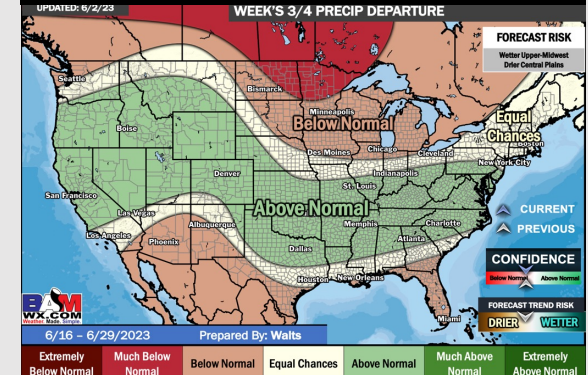 UPDATED: 6/2/23
WEEK'S 3/4 PRECIP DEPARTURE
FORECAST RISK
Wetter Upper-Midwest
Drier Central Plains
Seattle
Bismarck
Minneapolis
Below Normal
Equal
Chances
Boston
Boise
Des Moines
Chicago
Cleveland
New York City
Indianapolis
Denver
St. Louis
San Francisco
Above Normal
CURRENT
PREVIOUS
Las Vegas
Albuquerque
Memphis
Charlotte
Los Angeles
Phoenix
Atlanta
Dallas
CONFIDENCE
Below Normal
Above Normal
Houston
New Orleans
BAM
WX.COM
Weather. Made. Simple.
FORECAST TREND RISK
DRIER
WETTER
Miami
6/16 – 6/29/2023
Prepared By: Walts
Extremely
Below Normal
Much Below
Normal
Below Normal
Equal Chances
Above Normal
Much Above
Normal
Extremely
Above Normal